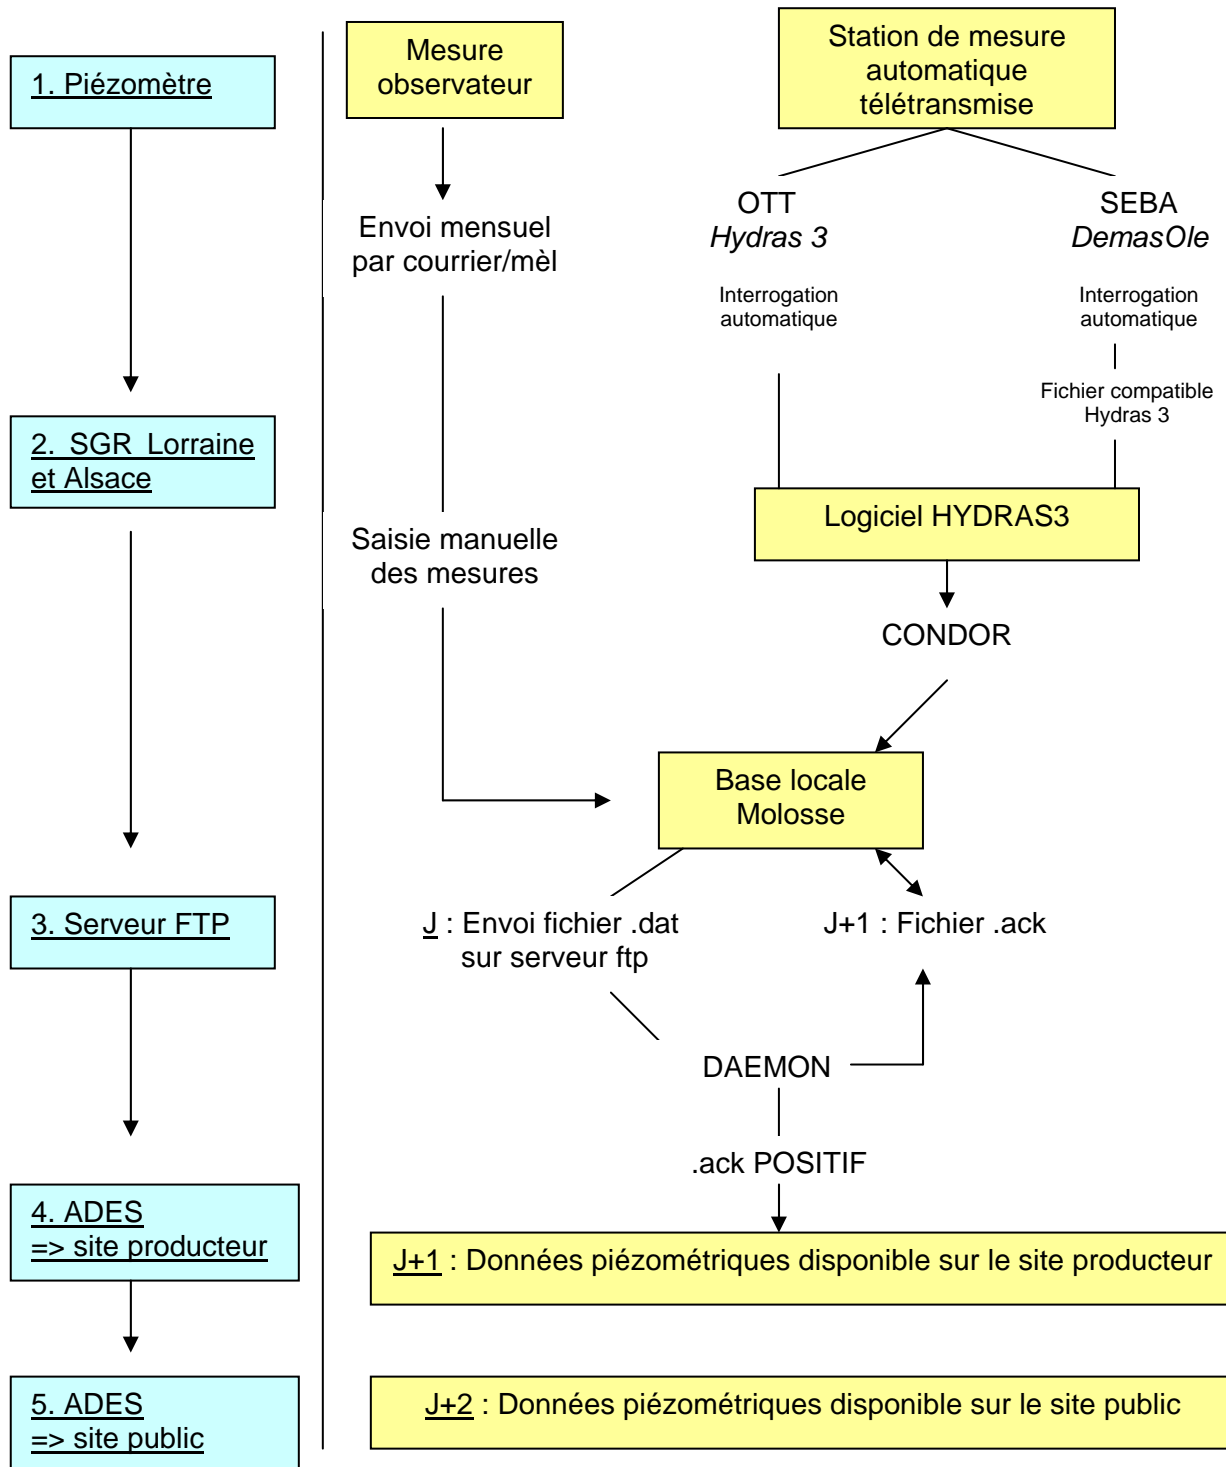 1. Piézomètre
2. SGR Lorraine
et Alsace
3. Serveur FTP
4. ADES
=> site producteur
5. ADES
=> site public
Mesure
observateur
Envoi mensuel
par courrier/mèl
Saisie manuelle
des mesures
Station de mesure
automatique
télétransmise
OTT
Hydras 3
Interrogation
automatique
SEBA
DemasOle
Interrogation
automatique
Fichier compatible
Hydras 3
Logiciel HYDRAS3
CONDOR
Base locale
Molosse
J : Envoi fichier .dat
sur serveur ftp
J+1 : Fichier .ack
DAEMON
.ack POSITIF
J+1 : Données piézométriques disponible sur le site producteur
J+2 : Données piézométriques disponible sur le site public